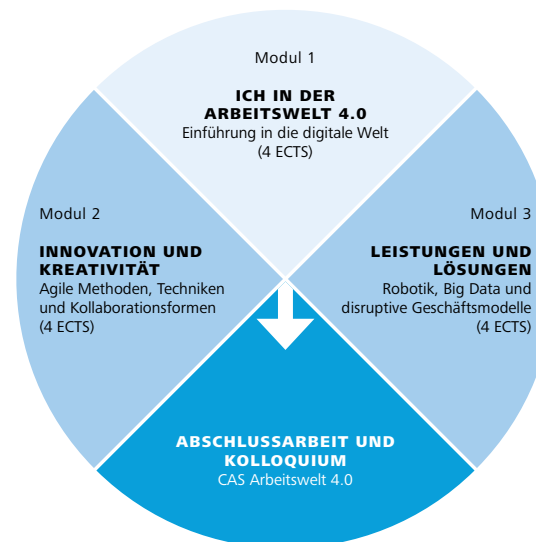 Modul 1
ICH IN DER
ARBEITSWELT 4.0
Einführung in die digitale Welt
(4 ECTS)
Modul 2
INNOVATION UND
KREATIVITÄT
Agile Methoden, Techniken
und Kollaborationsformen
(4 ECTS)
Modul 3
LEISTUNGEN UND
LÖSUNGEN
Robotik, Big Data und
disruptive Geschäftsmodelle
(4 ECTS)
ABSCHLUSSARBEIT UND
KOLLOQUIUM
CAS Arbeitswelt 4.0